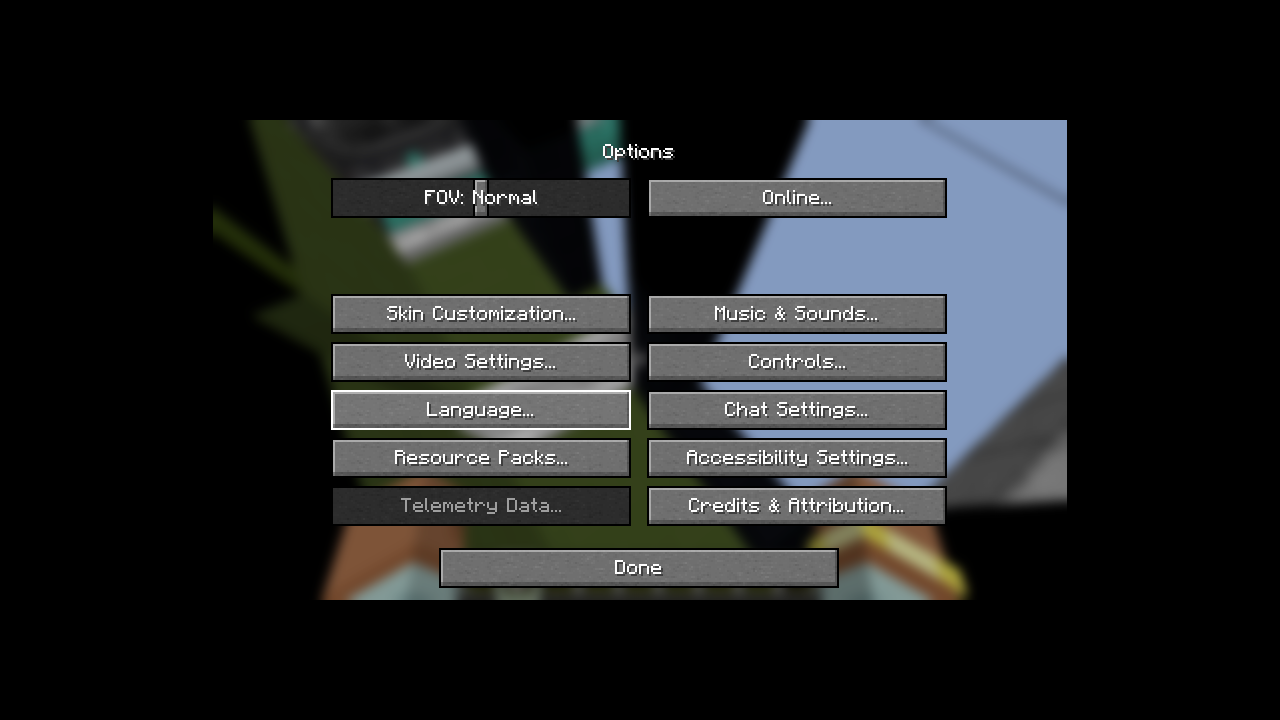 Options
FOV: Normal
Online...
Skin Customization...
Music & Sounds...
Video Settings...
Controls...
Language...
Chat Settings...
Resource Packs...
Accessibility Settings...
Telemetry Data...
Credits & Attribution...
Done